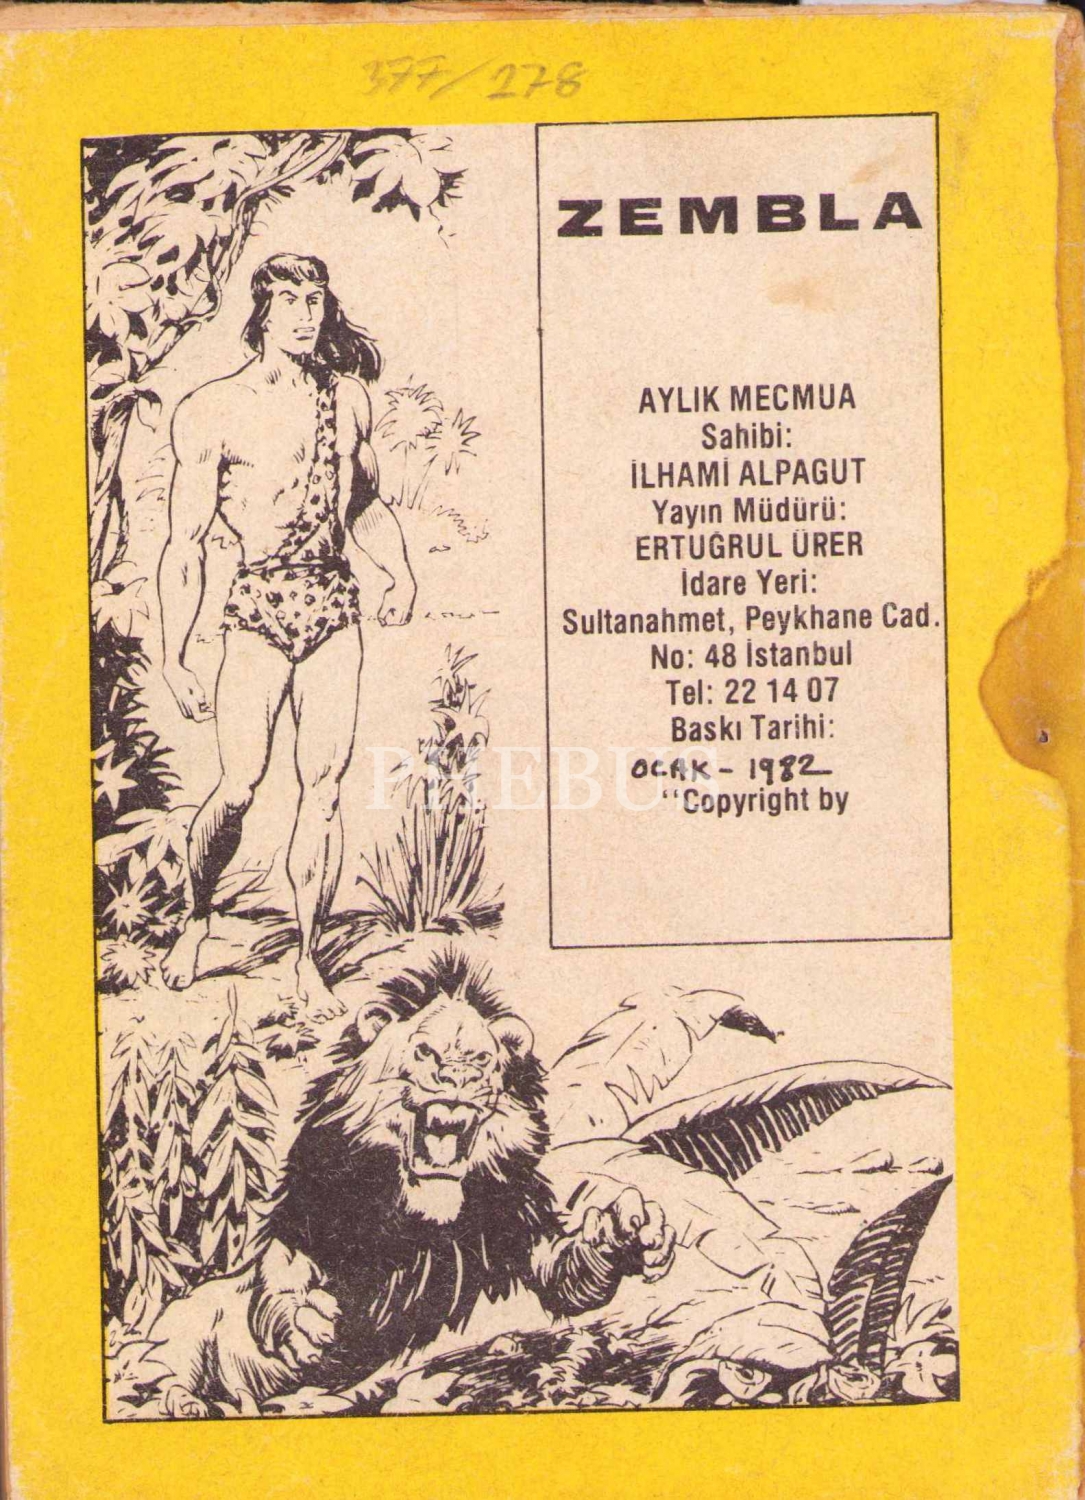 377/278
ZEMBLA
AYLIK MECMUA
Sahibi:
İLHAMİ ALPAGUT
Yayın Müdürü:
ERTUĞRUL ÜRER
İdare Yeri:
Sultanahmet, Peykhane Cad.
No: 48 İstanbul
Tel: 22 14 07
Baskı Tarihi:
OCAK - 1982
PHEBUS
"Copyright by